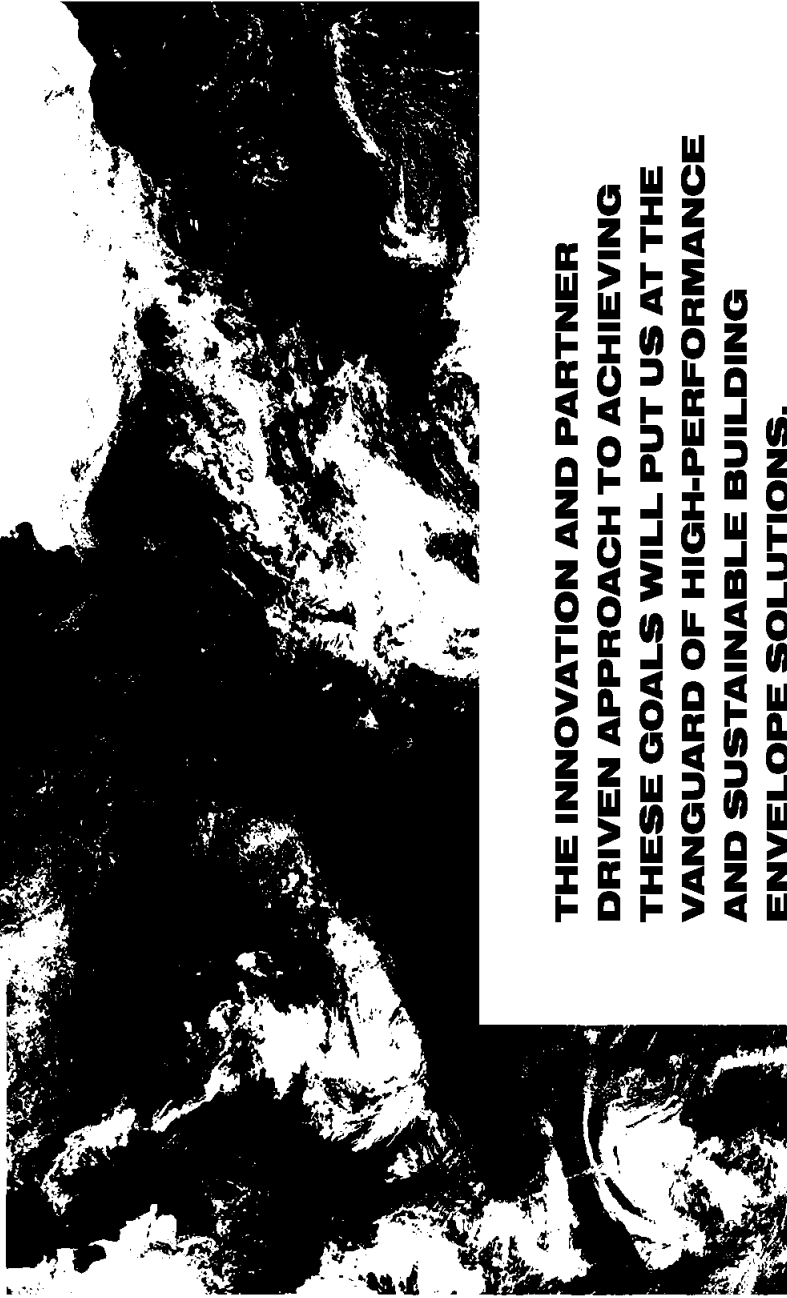 THE INNOVATION AND PARTNER
DRIVEN APPROACH TO ACHIEVING
THESE GOALS WILL PUT US AT THE
VANGUARD OF HIGH-PERFORMANCE
AND SUSTAINABLE BUILDING
ENVELOPE SOLUTIONS.